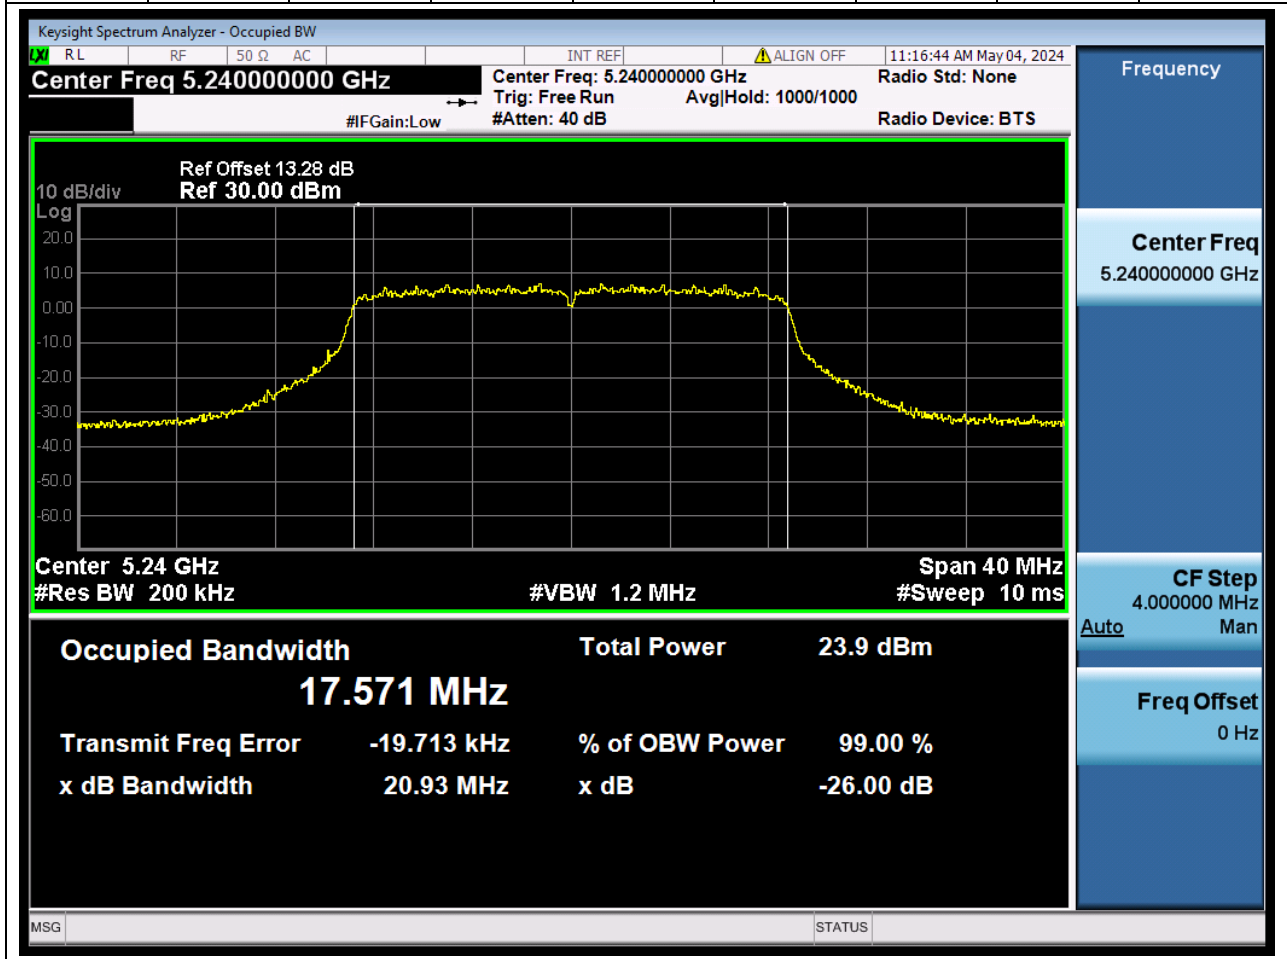 Keysight Spectrum Analyzer - Occupied BW
LXI RL RF 50 Ω AC INT REF ALIGN OFF 11:16:44 AM May 04, 2024
Center Freq 5.240000000 GHz
Center Freq: 5.240000000 GHz Radio Std: None
Trig: Free Run Avg|Hold: 1000/1000
#IFGain:Low #Atten: 40 dB Radio Device: BTS
Ref Offset 13.28 dB
10 dB/div Ref 30.00 dBm
Log
20.0
10.0
0.00
-10.0
-20.0
-30.0
-40.0
-50.0
-60.0
Center 5.24 GHz Span 40 MHz
#Res BW 200 kHz #VBW 1.2 MHz #Sweep 10 ms
Occupied Bandwidth Total Power 23.9 dBm
17.571 MHz
Transmit Freq Error -19.713 kHz % of OBW Power 99.00 %
x dB Bandwidth 20.93 MHz x dB -26.00 dB
Frequency
Center Freq
5.240000000 GHz
CF Step
4.000000 MHz
Auto Man
Freq Offset
0 Hz
MSG STATUS